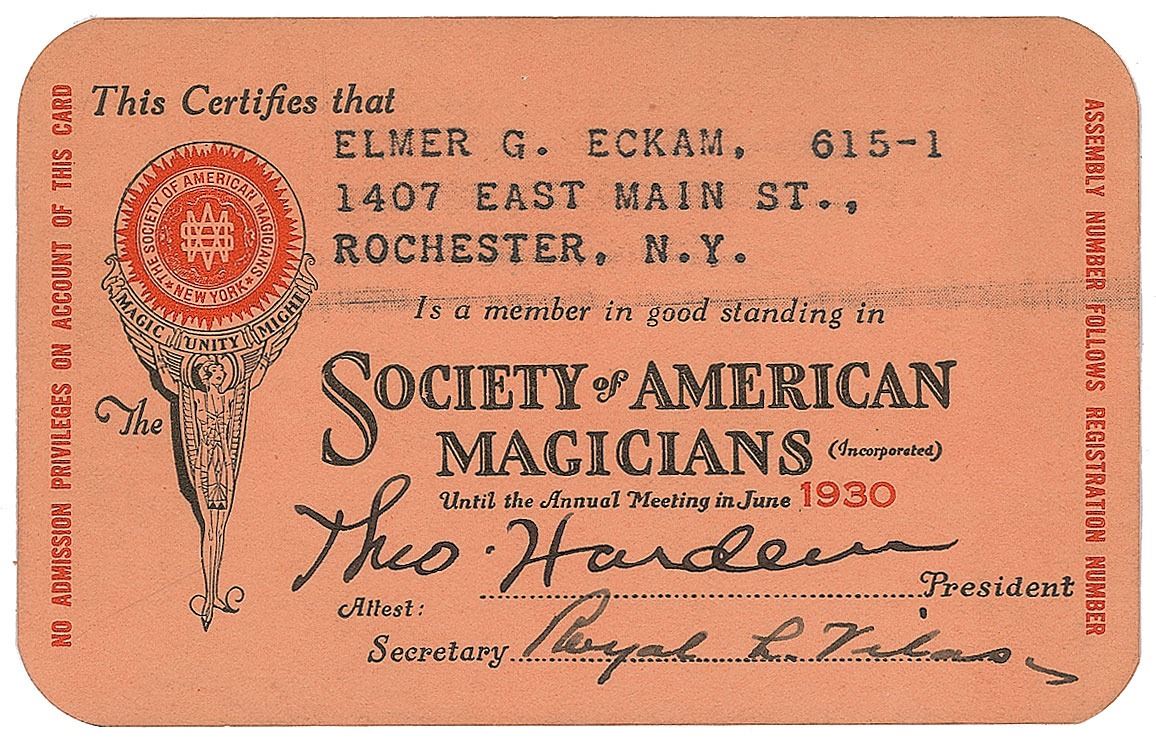 NO ADMISSION PRIVILEGES ON ACCOUNT OF THIS CARD
This Certifies that
ELMER G. ECKAM, 615-1
1407 EAST MAIN ST.,
ROCHESTER, N.Y.
THE SOCIETY OF AMERICAN MAGICIANS
NEW YORK
SAM
MAGIC UNITY MIGHT
Is a member in good standing in
The
SOCIETY of AMERICAN
MAGICIANS (Incorporated)
Until the Annual Meeting in June 1930
Theo. Hardeen
President
Attest:
Secretary Royal L. Vilas
ASSEMBLY NUMBER FOLLOWS REGISTRATION NUMBER